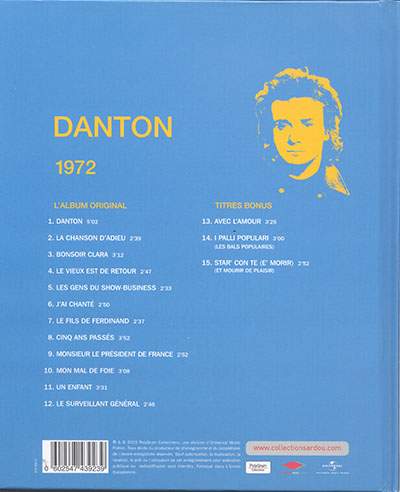 DANTON
1972
L'ALBUM ORIGINAL
1. DANTON 5'02
2. LA CHANSON D'ADIEU 2'39
3. BONSOIR CLARA 3'12
4. LE VIEUX EST DE RETOUR 2'47
5. LES GENS DU SHOW-BUSINESS 2'33
6. J'AI CHANTÉ 2'50
7. LE FILS DE FERDINAND 2'37
8. CINQ ANS PASSÉS 3'52
9. MONSIEUR LE PRÉSIDENT DE FRANCE 2'52
10. MON MAL DE FOIE 3'08
11. UN ENFANT 3'31
12. LE SURVEILLANT GÉNÉRAL 2'46
TITRES BONUS
13. AVEC L'AMOUR 3'25
14. I PALLI POPULARI 3'00
(LES BALS POPULAIRES)
15. STAR' CON TE (E' MORIR) 2'52
(ET MOURIR DE PLAISIR)
0 602547 439239
www.collectionsardou.com
PolyGram
Collections
UNIVERSAL